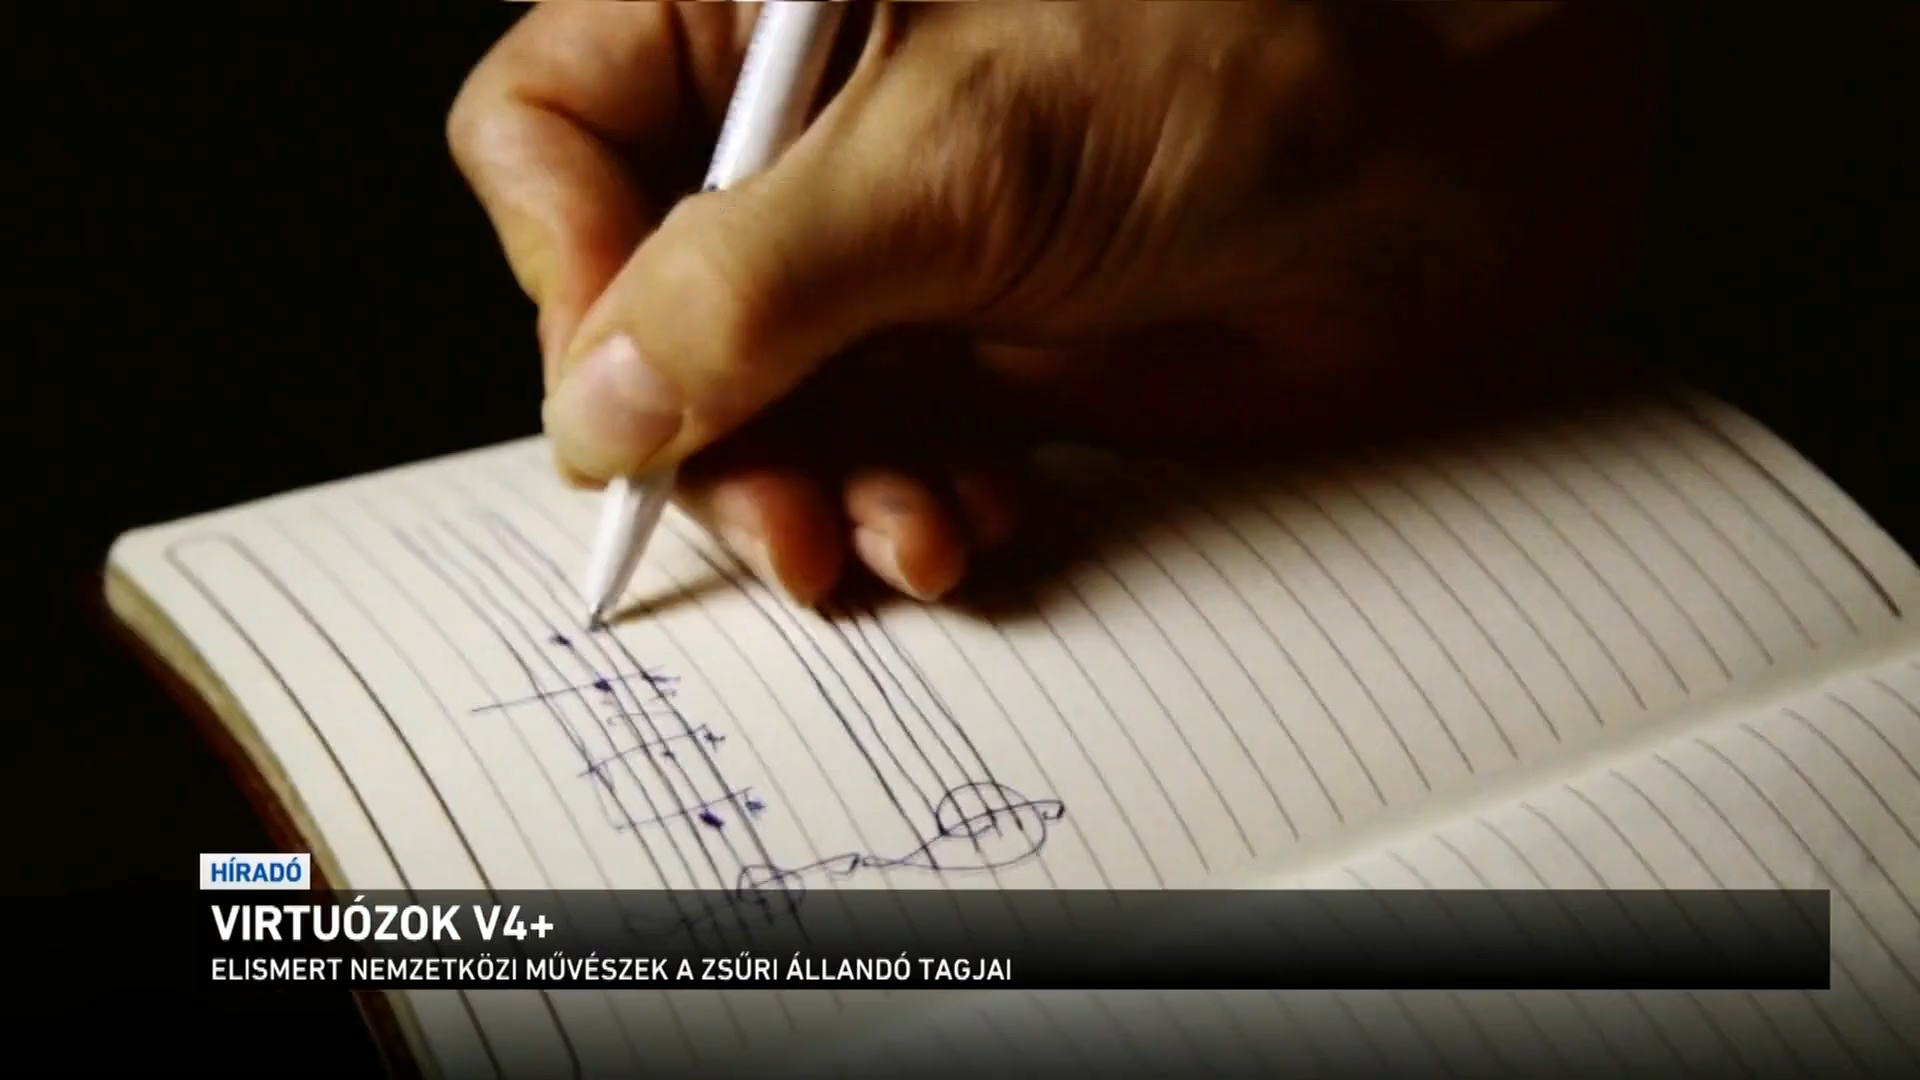 HÍRADÓ
VIRTUÓZOK V4+
ELISMERT NEMZETKÖZI MŰVÉSZEK A ZSŰRI ÁLLANDÓ TAGJAI